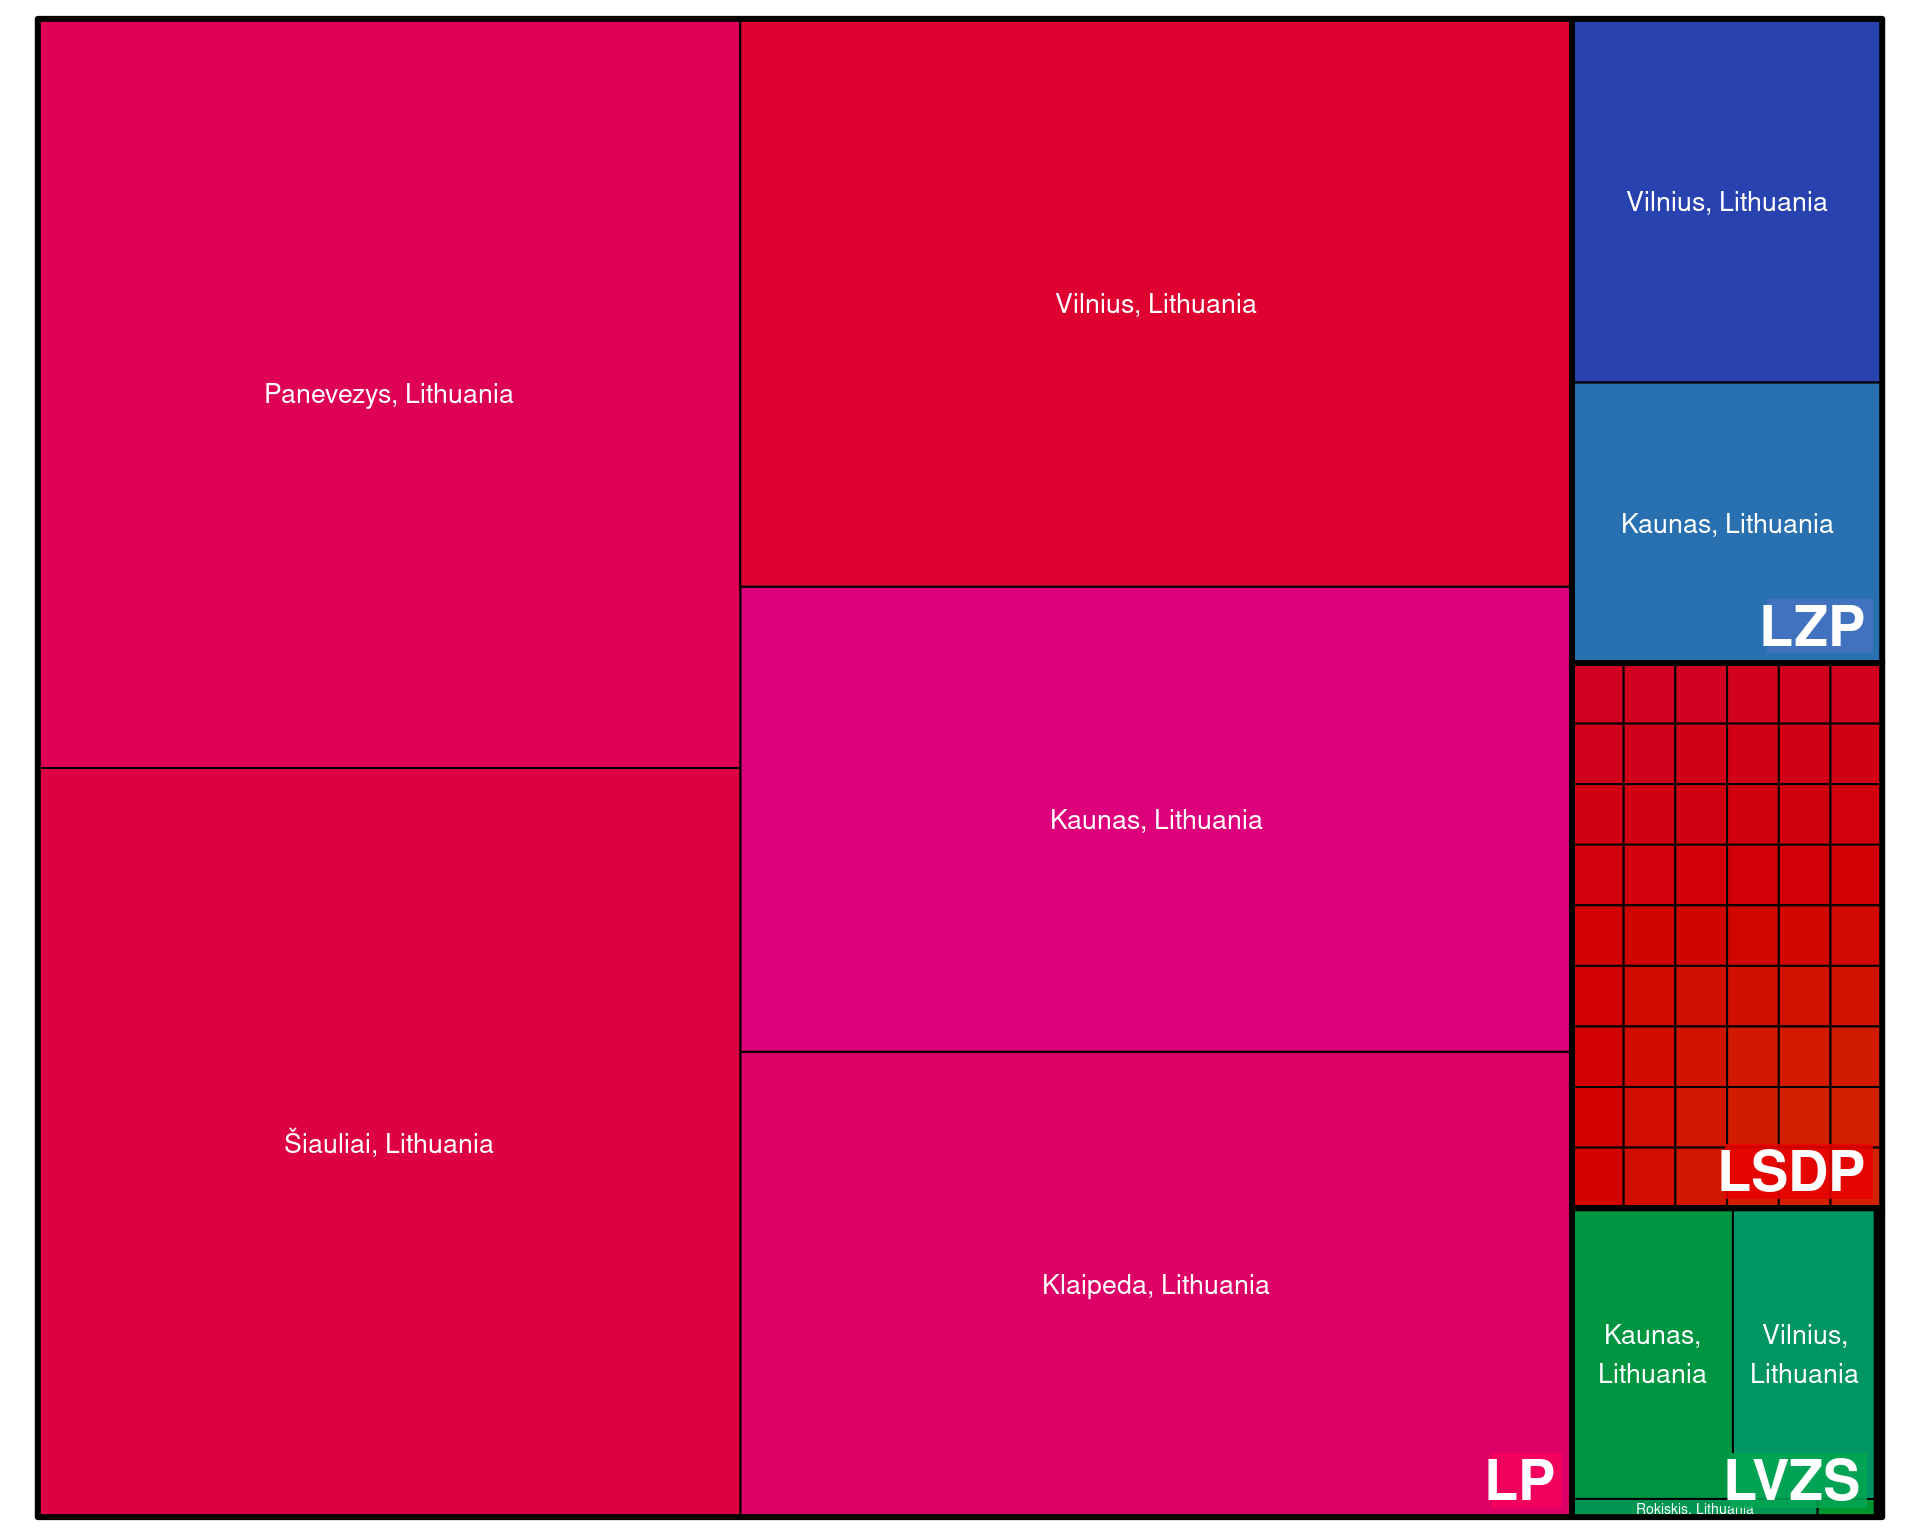 Panevezys, Lithuania
Šiauliai, Lithuania
Vilnius, Lithuania
Kaunas, Lithuania
Klaipeda, Lithuania
LP
Vilnius, Lithuania
Kaunas, Lithuania
LZP
LSDP
Kaunas,
Lithuania
Vilnius,
Lithuania
LVZS
Rokiskis, Lithuania